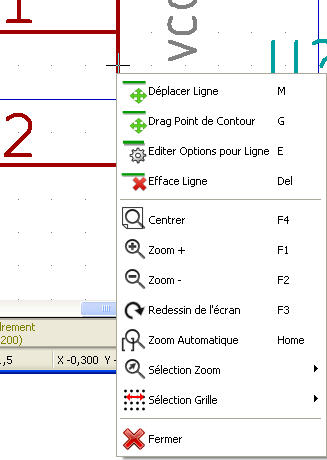 1
VCC
U2
2
Déplacer Ligne M
Drag Point de Contour G
Editer Options pour Ligne E
Efface Ligne Del
Centrer F4
Zoom + F1
Zoom - F2
Redessin de l'écran F3
Zoom Automatique Home
Sélection Zoom
Sélection Grille
Fermer
drement
200)
,5 X -0,300 Y -